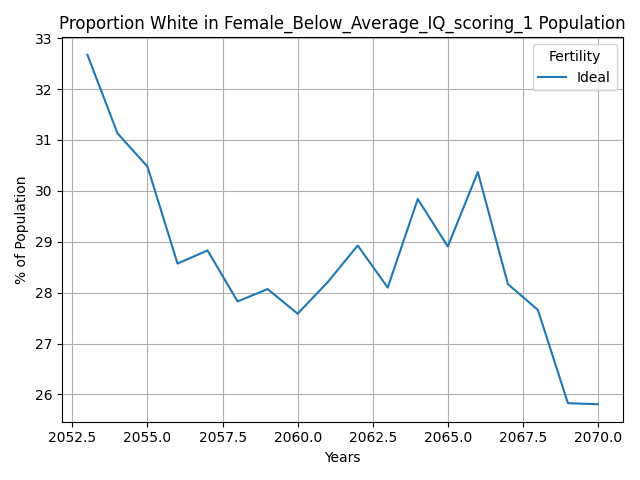 Proportion White in Female_Below_Average_IQ_scoring_1 Population
33
32
31
30
29
28
27
26
% of Population
Fertility
Ideal
2052.5 2055.0 2057.5 2060.0 2062.5 2065.0 2067.5 2070.0
Years